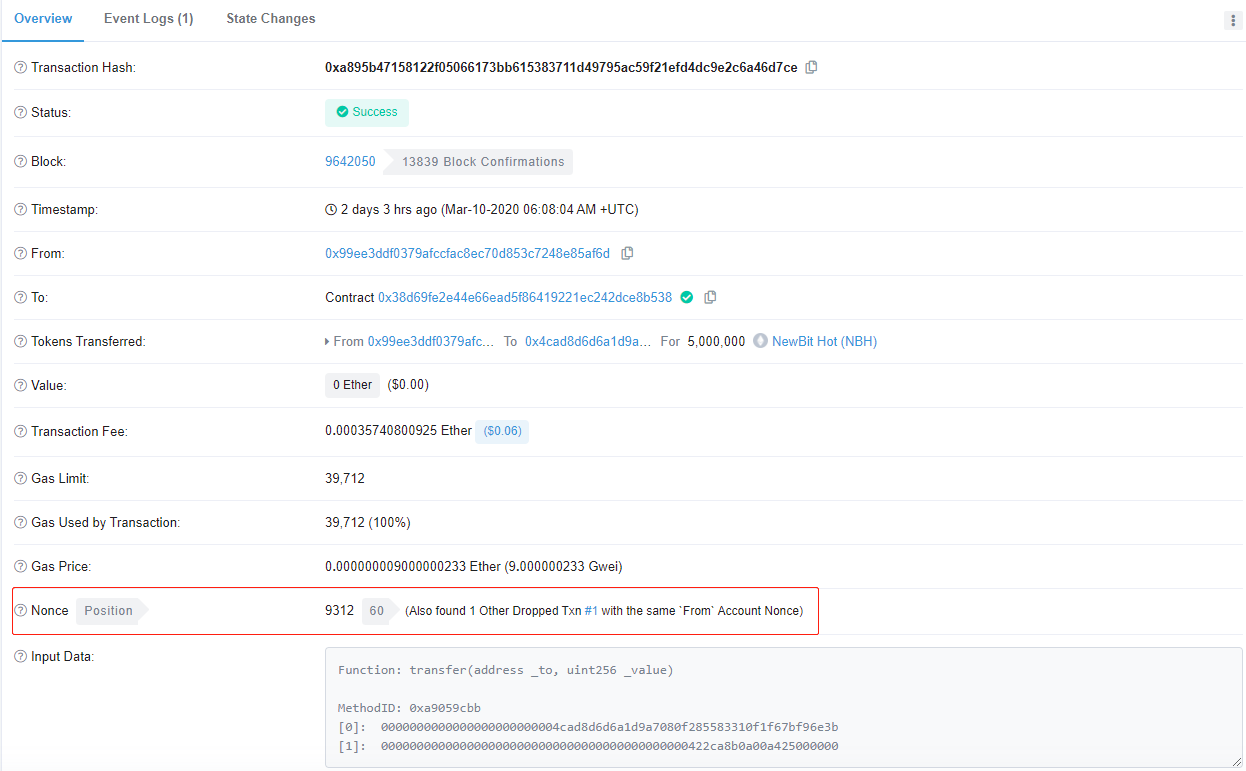 Overview Event Logs (1) State Changes
Transaction Hash: 0xa895b47158122f05066173bb615383711d49795ac59f21efd4dc9e2c6a46d7ce
Status: Success
Block: 9642050 13839 Block Confirmations
Timestamp: 2 days 3 hrs ago (Mar-10-2020 06:08:04 AM +UTC)
From: 0x99ee3ddf0379afccfac8ec70d853c7248e85af6d
To: Contract 0x38d69fe2e44e66ead5f86419221ec242dce8b538
Tokens Transferred: From 0x99ee3ddf0379afc... To 0x4cad8d6d6a1d9a... For 5,000,000 NewBit Hot (NBH)
Value: 0 Ether ($0.00)
Transaction Fee: 0.00035740800925 Ether ($0.06)
Gas Limit: 39,712
Gas Used by Transaction: 39,712 (100%)
Gas Price: 0.000000009000000233 Ether (9.000000233 Gwei)
Nonce Position 9312 60 (Also found 1 Other Dropped Txn #1 with the same `From` Account Nonce)
Input Data:
Function: transfer(address _to, uint256 _value)
MethodID: 0xa9059cbb
[0]: 0000000000000000000000004cad8d6d6a1d9a7080f285583310f1f67bf96e3b
[1]: 0000000000000000000000000000000000000000000422ca8b0a00a425000000